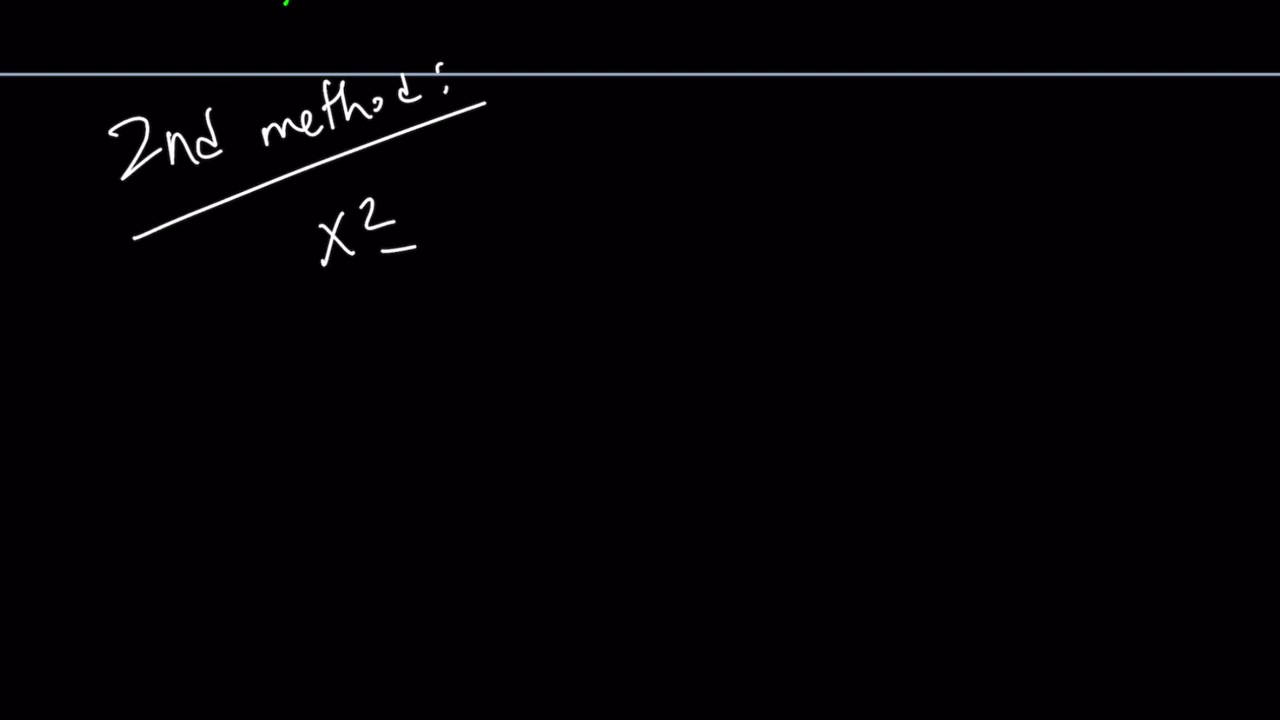 2nd method:
x² –